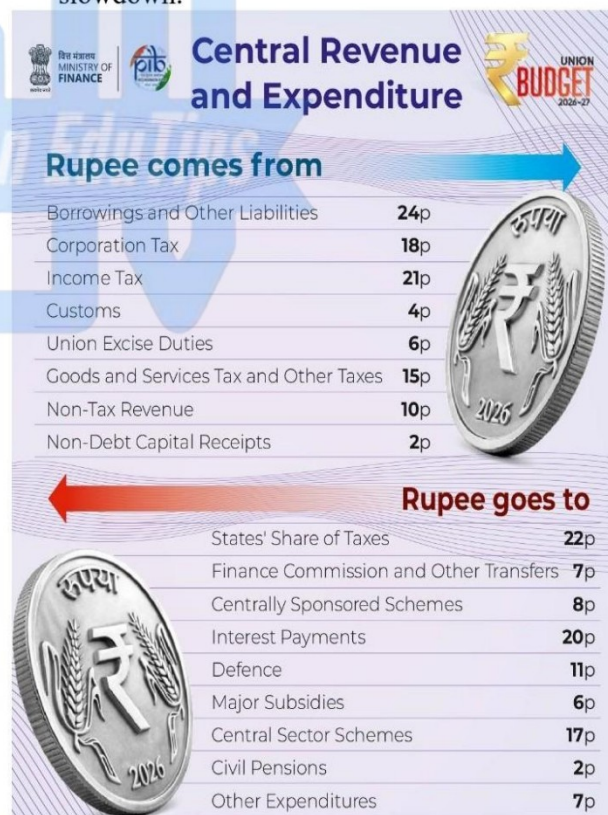 slowdown.
वित्त मंत्रालय
MINISTRY OF
FINANCE
pib
Central Revenue
and Expenditure
UNION
BUDGET
2026-27
n EduTips
Rupee comes from
Borrowings and Other Liabilities 24p
Corporation Tax 18p
Income Tax 21p
Customs 4p
Union Excise Duties 6p
Goods and Services Tax and Other Taxes 15p
Non-Tax Revenue 10p
Non-Debt Capital Receipts 2p
रुपया
₹
2026
Rupee goes to
States' Share of Taxes 22p
Finance Commission and Other Transfers 7p
Centrally Sponsored Schemes 8p
Interest Payments 20p
Defence 11p
Major Subsidies 6p
Central Sector Schemes 17p
Civil Pensions 2p
Other Expenditures 7p
रुपया
₹
2026